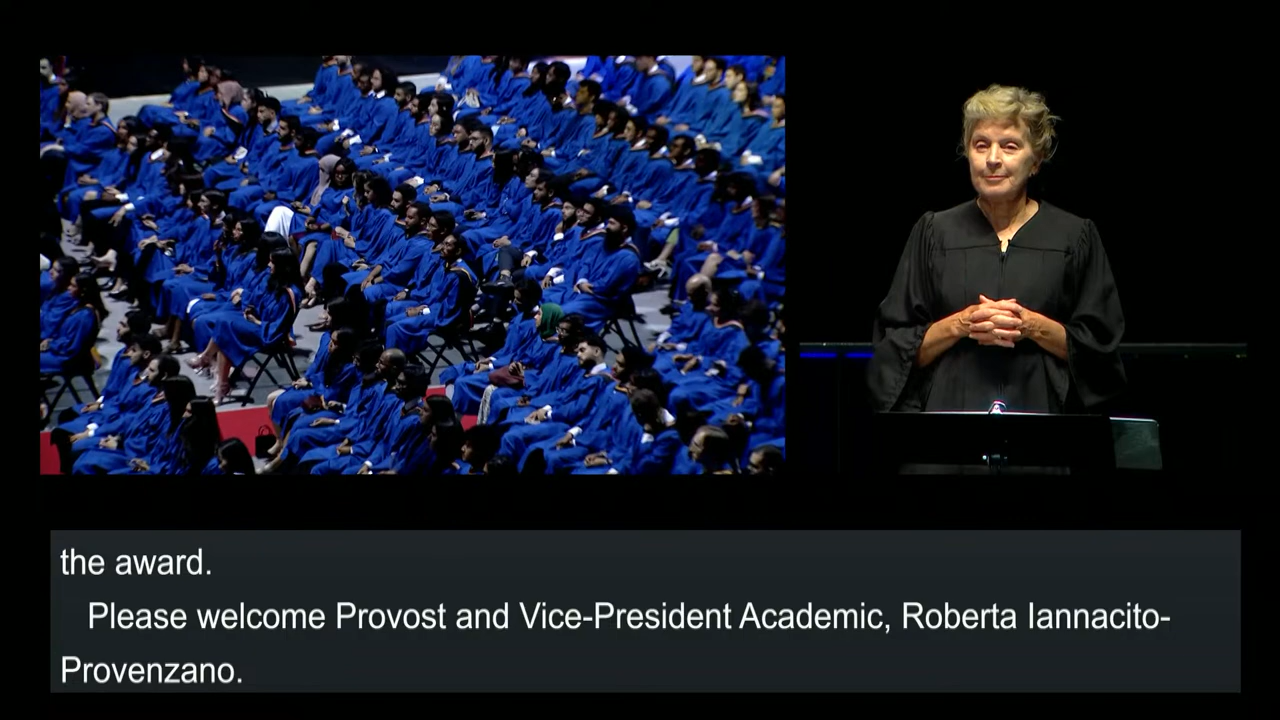 the award.
Please welcome Provost and Vice-President Academic, Roberta Iannacito-
Provenzano.